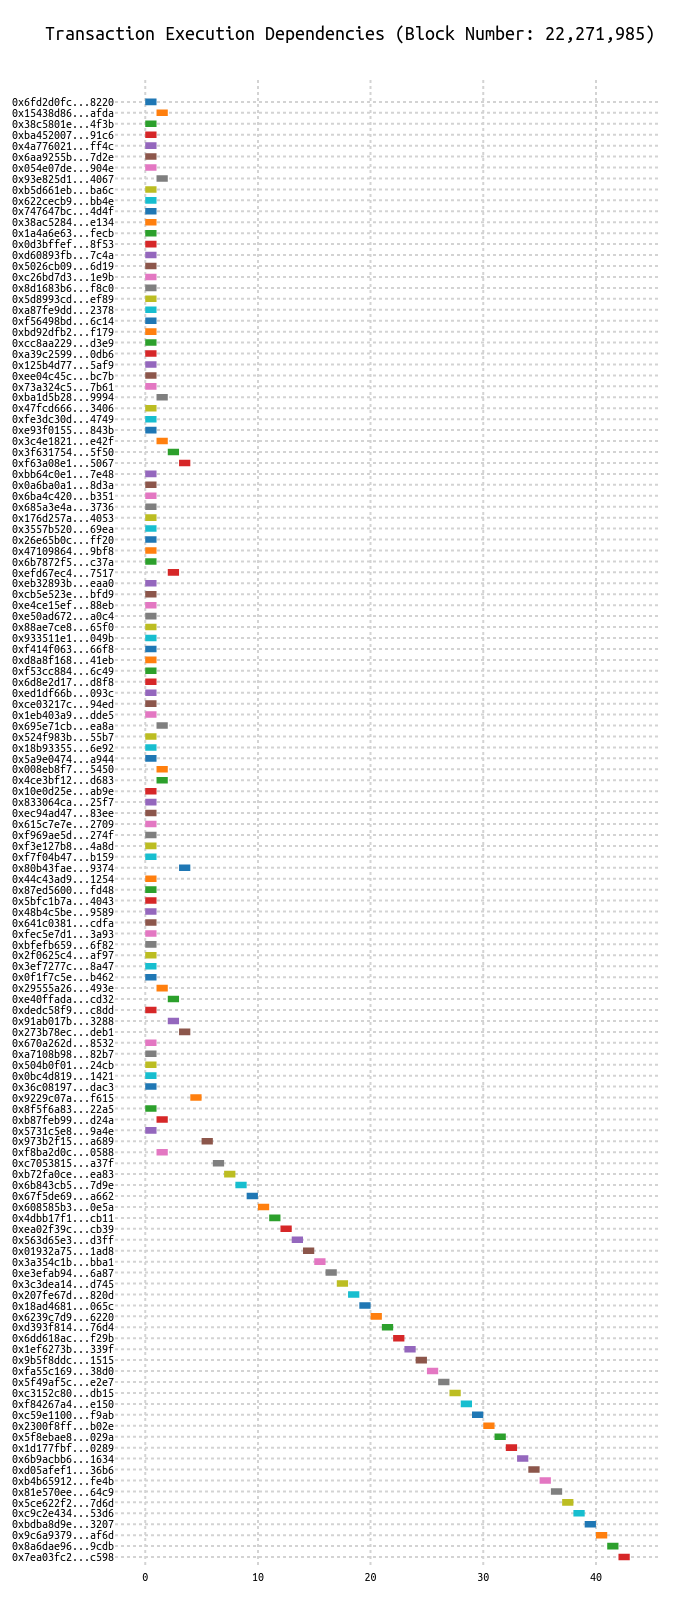 Transaction Execution Dependencies (Block Number: 22,271,985)
0x6fd2d0fc...8220
0x15438d86...afda
0x38c5801e...4f3b
0xba452007...91c6
0x4a776021...ff4c
0x6aa9255b...7d2e
0x054e07de...904e
0x93e825d1...4067
0xb5d661eb...ba6c
0x622cecb9...bb4e
0x747647bc...4d4f
0x38ac5284...e134
0x1a4a6e63...fecb
0x0d3bffef...8f53
0xd60893fb...7c4a
0x5026cb09...6d19
0xc26bd7d3...1e9b
0x8d1683b6...f8c0
0x5d8993cd...ef89
0xa87fe9dd...2378
0xf56498bd...6c14
0xbd92dfb2...f179
0xcc8aa229...d3e9
0xa39c2599...0db6
0x125b4d77...5af9
0xee04c45c...bc7b
0x73a324c5...7b61
0xba1d5b28...9994
0x47fcd666...3406
0xfe3dc30d...4749
0xe93f0155...843b
0x3c4e1821...e42f
0x3f631754...5f50
0xf63a08e1...5067
0xbb64c0e1...7e48
0x0a6ba0a1...8d3a
0x6ba4c420...b351
0x685a3e4a...3736
0x176d257a...4053
0x3557b520...69ea
0x26e65b0c...ff20
0x47109864...9bf8
0x6b7872f5...c37a
0xefd67ec4...7517
0xeb32893b...eaa0
0xcb5e523e...bfd9
0xe4ce15ef...88eb
0xe50ad672...a0c4
0x88ae7ce8...65f0
0x933511e1...049b
0xf414f063...66f8
0xd8a8f168...41eb
0xf53cc884...6c49
0x6d8e2d17...d8f8
0xed1df66b...093c
0xce03217c...94ed
0x1eb403a9...dde5
0x695e71cb...ea8a
0x524f983b...55b7
0x18b93355...6e92
0x5a9e0474...a944
0x008eb8f7...5450
0x4ce3bf12...d683
0x10e0d25e...ab9e
0x833064ca...25f7
0xec94ad47...83ee
0x615c7e7e...2709
0xf969ae5d...274f
0xf3e127b8...4a8d
0xf7f04b47...b159
0x80b43fae...9374
0x44c43ad9...1254
0x87ed5600...fd48
0x5bfc1b7a...4043
0x48b4c5be...9589
0x641c0381...cdfa
0xfec5e7d1...3a93
0xbfefb659...6f82
0x2f0625c4...af97
0x3ef7277c...8a47
0x0f1f7c5e...b462
0x29555a26...493e
0xe40ffada...cd32
0xdedc58f9...c8dd
0x91ab017b...3288
0x273b78ec...deb1
0x670a262d...8532
0xa7108b98...82b7
0x504b0f01...24cb
0x0bc4d819...1421
0x36c08197...dac3
0x9229c07a...f615
0x8f5f6a83...22a5
0xb87feb99...d24a
0x5731c5e8...9a4e
0x973b2f15...a689
0xf8ba2d0c...0588
0xc7053815...a37f
0xb72fa0ce...ea83
0x6b843cb5...7d9e
0x67f5de69...a662
0x608585b3...0e5a
0x4dbb17f1...cb11
0xea02f39c...cb39
0x563d65e3...d3ff
0x01932a75...1ad8
0x3a354c1b...bba1
0xe3efab94...6a87
0x3c3dea14...d745
0x207fe67d...820d
0x18ad4681...065c
0x6239c7d9...6220
0xd393f814...76d4
0x6dd618ac...f29b
0x1ef6273b...339f
0x9b5f8ddc...1515
0xfa55c169...38d0
0x5f49af5c...e2e7
0xc3152c80...db15
0xf84267a4...e150
0xc59e1100...f9ab
0x2300f8ff...b02e
0x5f8ebae8...029a
0x1d177fbf...0289
0x6b9acbb6...1634
0xd05afef1...36b6
0xb4b65912...fe4b
0x81e570ee...64c9
0x5ce622f2...7d6d
0xc9c2e434...53d6
0xbdba8d9e...3207
0x9c6a9379...af6d
0x8a6dae96...9cdb
0x7ea03fc2...c598
0 10 20 30 40